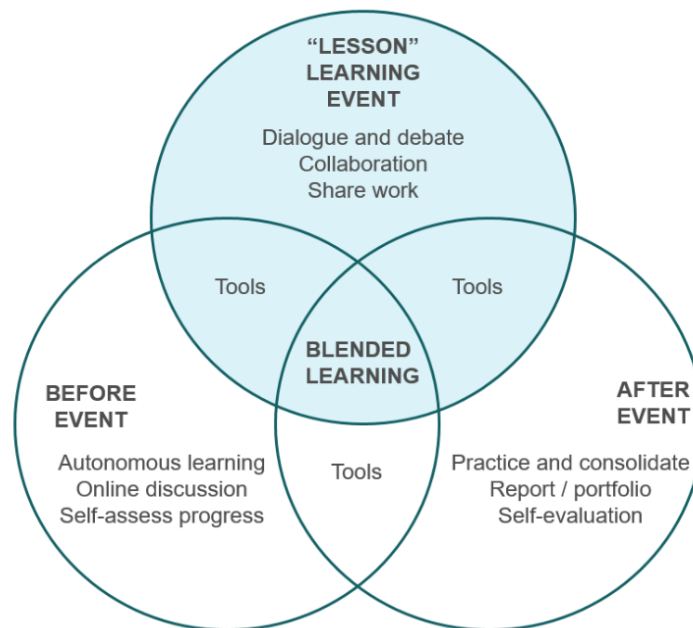 “LESSON”
LEARNING
EVENT
Dialogue and debate
Collaboration
Share work
Tools
Tools
BLENDED
LEARNING
BEFORE
EVENT
Autonomous learning
Online discussion
Self-assess progress
Tools
AFTER
EVENT
Practice and consolidate
Report / portfolio
Self-evaluation